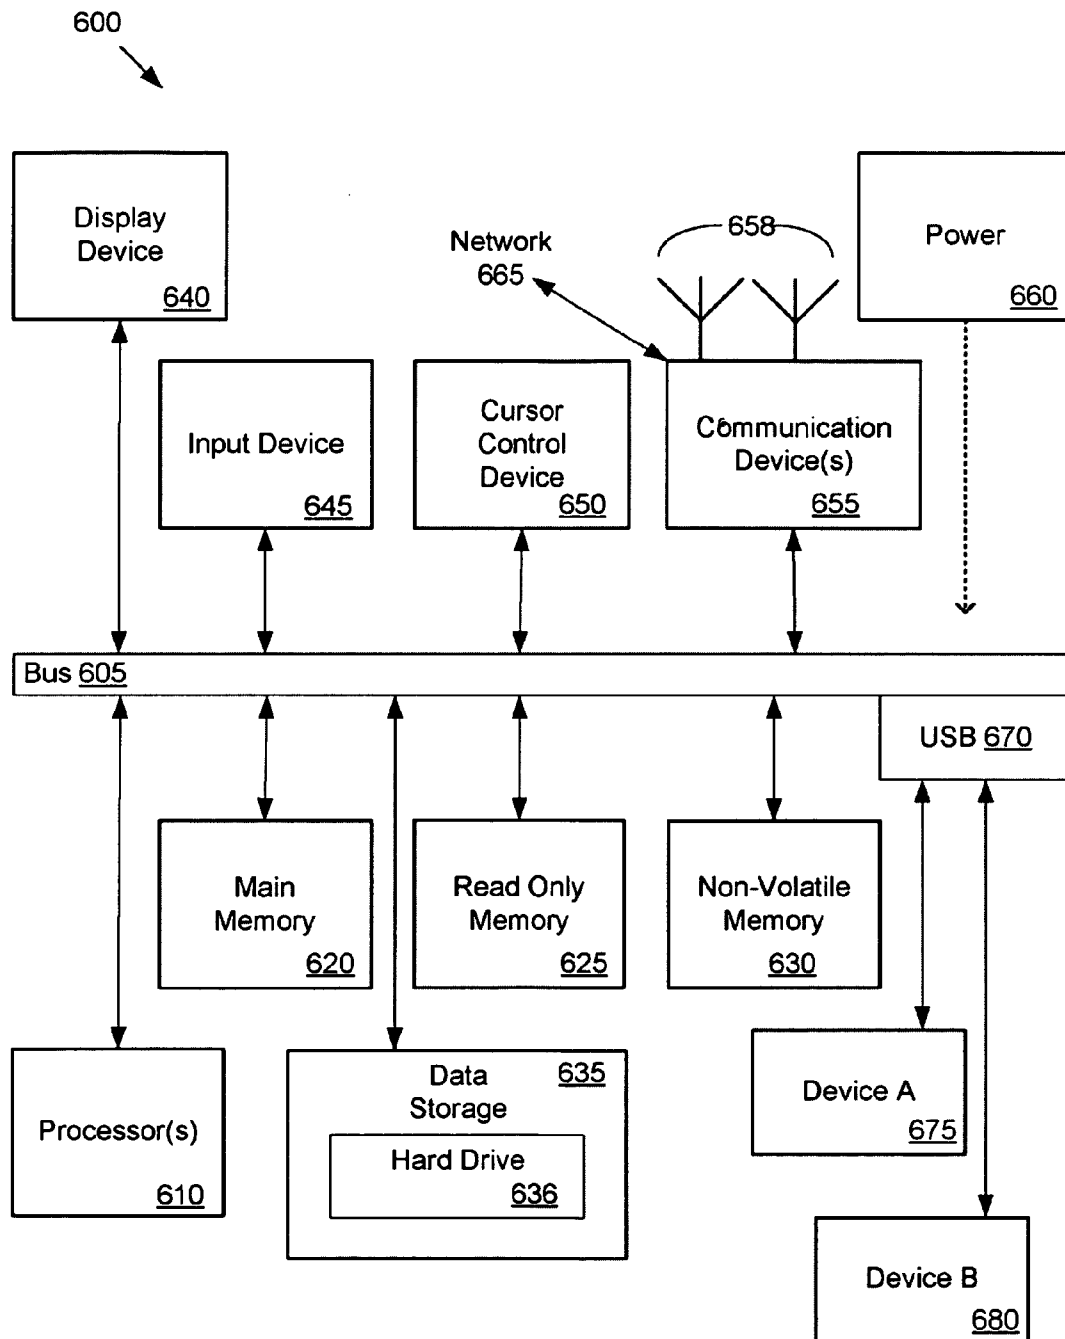 600
Display
Device
640
Network
665
658
Power
660
Input Device
645
Cursor
Control
Device
650
Communication
Device(s)
655
Bus 605
USB 670
Main
Memory
620
Read Only
Memory
625
Non-Volatile
Memory
630
Processor(s)
610
635
Data
Storage
Hard Drive
636
Device A
675
Device B
680